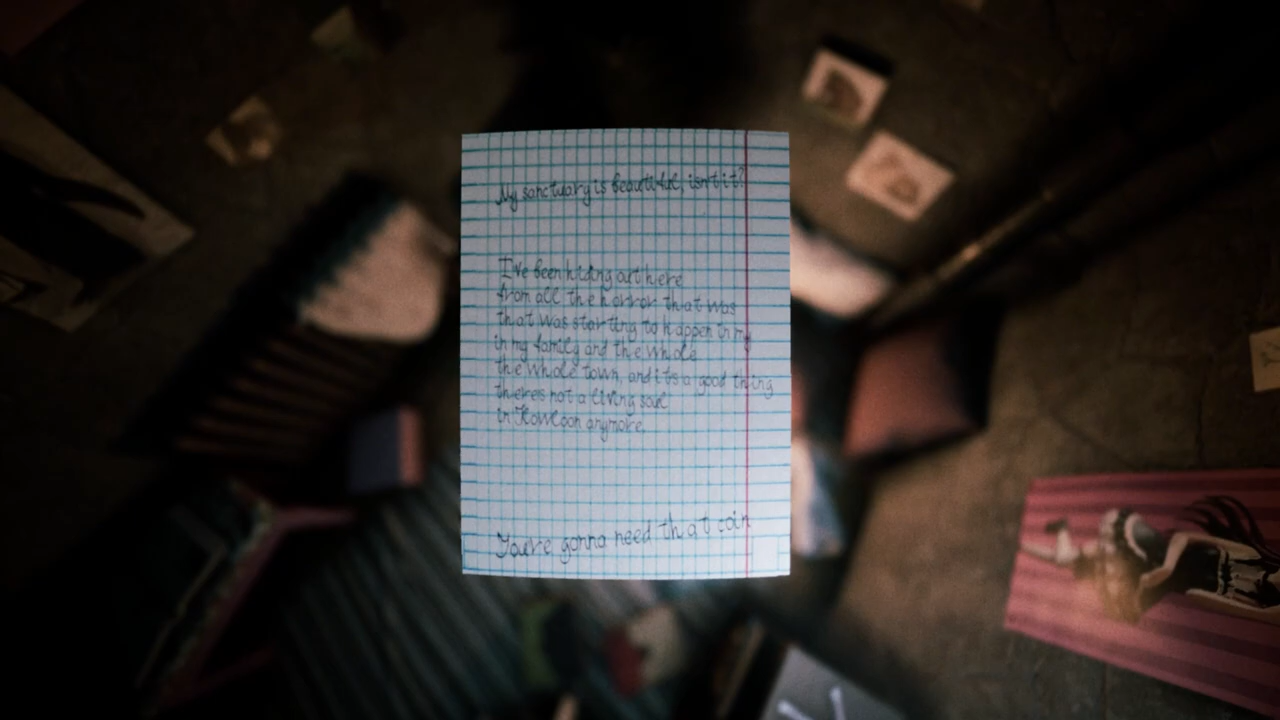 My sanctuary is beautiful, isn't it?
I've been hiding out here
from all the horror that was
that was starting to happen in my
in my family and the whole
the whole town, and it's a good thing
there's not a living soul
in Kowloon anymore.
You're gonna need that coin